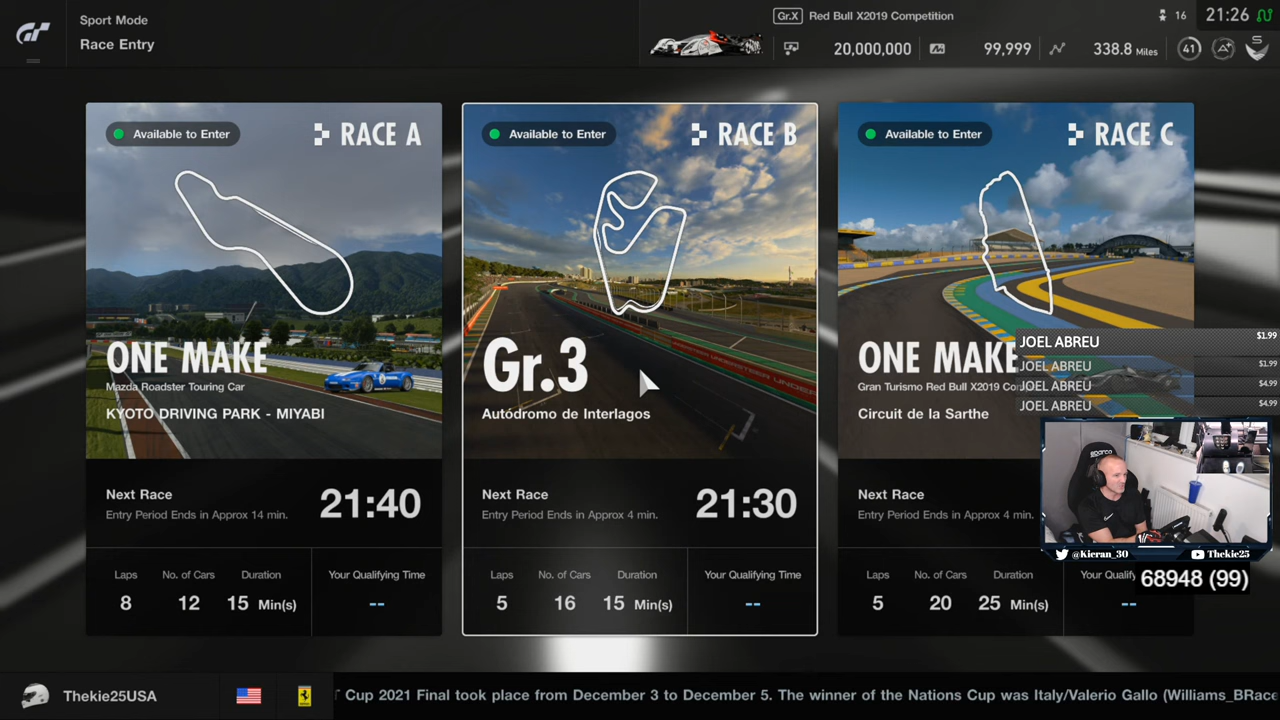 Sport Mode
Race Entry
Gr.X Red Bull X2019 Competition
16
21:26
20,000,000
99,999
338.8 Miles
41
A+
S
Available to Enter
RACE A
ONE MAKE
Mazda Roadster Touring Car
KYOTO DRIVING PARK - MIYABI
Next Race
Entry Period Ends in Approx 14 min.
21:40
Laps No. of Cars Duration Your Qualifying Time
8 12 15 Min(s) --
Available to Enter
RACE B
Gr.3
Autódromo de Interlagos
Next Race
Entry Period Ends in Approx 4 min.
21:30
Laps No. of Cars Duration Your Qualifying Time
5 16 15 Min(s) --
Available to Enter
RACE C
ONE MAKE
Gran Turismo Red Bull X2019 Co
Circuit de la Sarthe
Next Race
Entry Period Ends in Approx 4 min.
Laps No. of Cars Duration Your Qualify
5 20 25 Min(s) --
JOEL ABREU $1.99
JOEL ABREU $1.99
JOEL ABREU $4.99
JOEL ABREU $4.99
sparco
@Kieran_30 Thekie25
68948 (99)
Thekie25USA
Cup 2021 Final took place from December 3 to December 5. The winner of the Nations Cup was Italy/Valerio Gallo (Williams_BRace